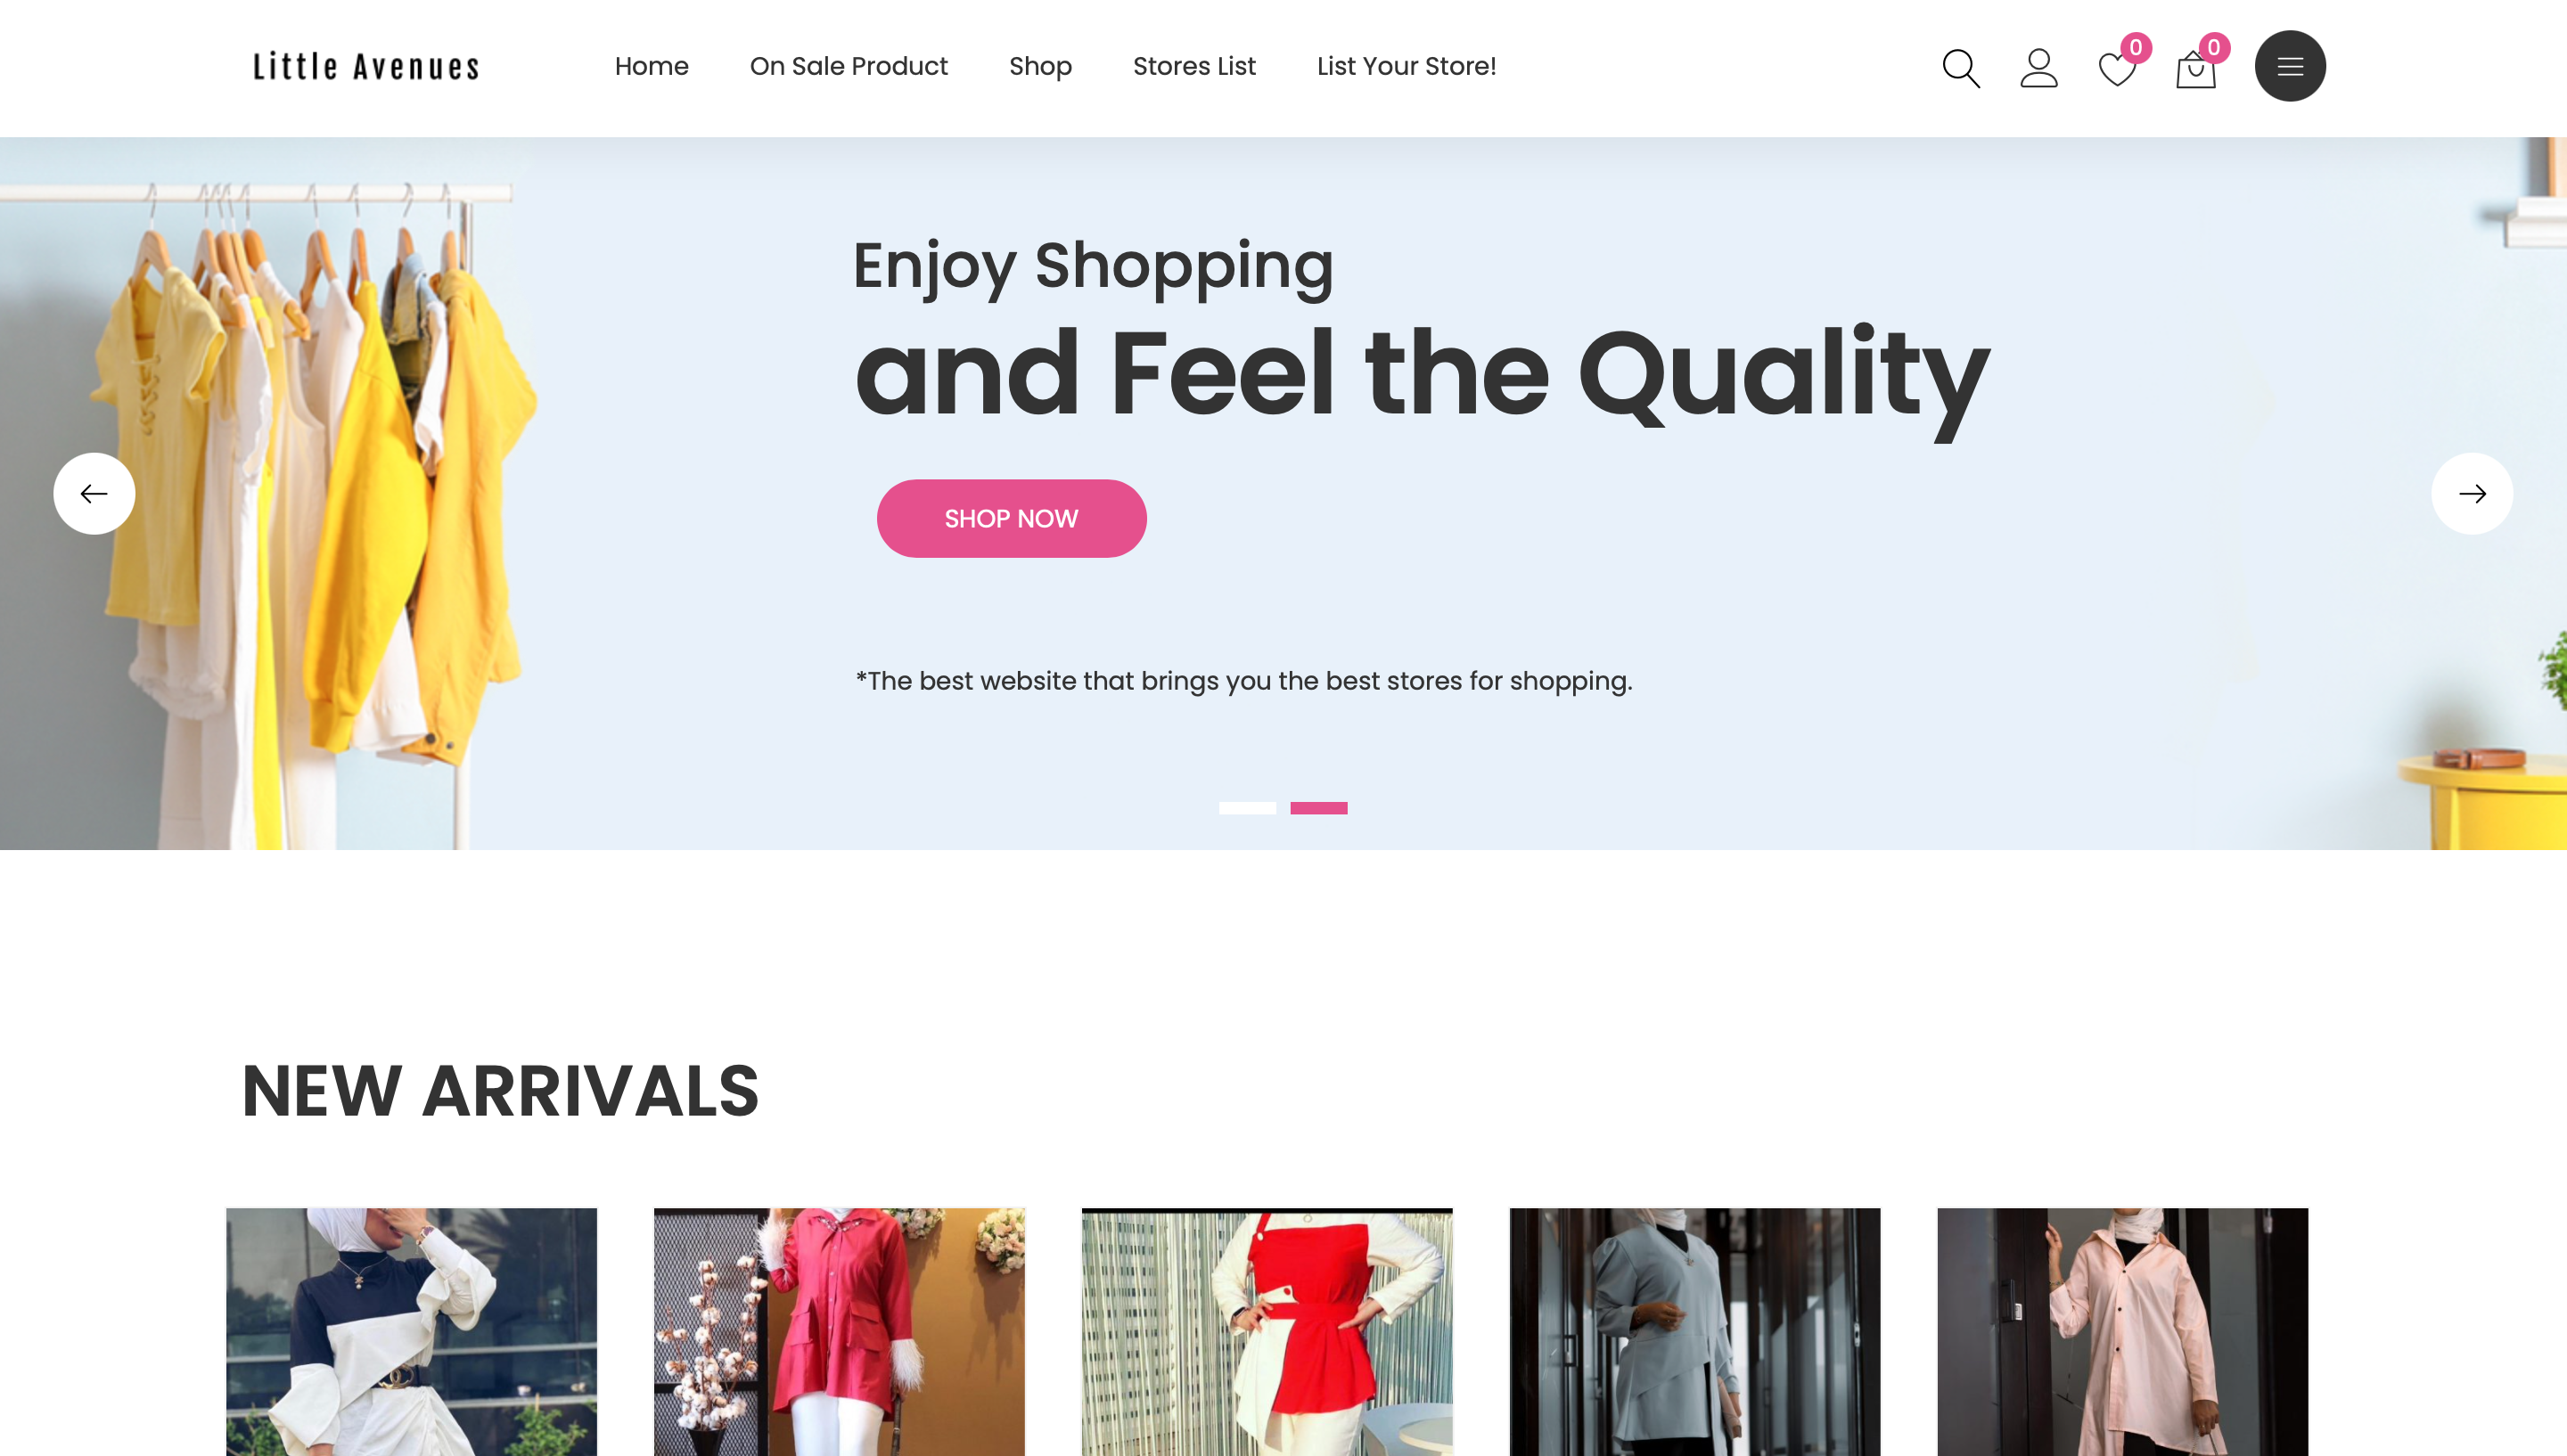 Little Avenues
Home
On Sale Product
Shop
Stores List
List Your Store!
0
0
Enjoy Shopping
and Feel the Quality
SHOP NOW
*The best website that brings you the best stores for shopping.
NEW ARRIVALS